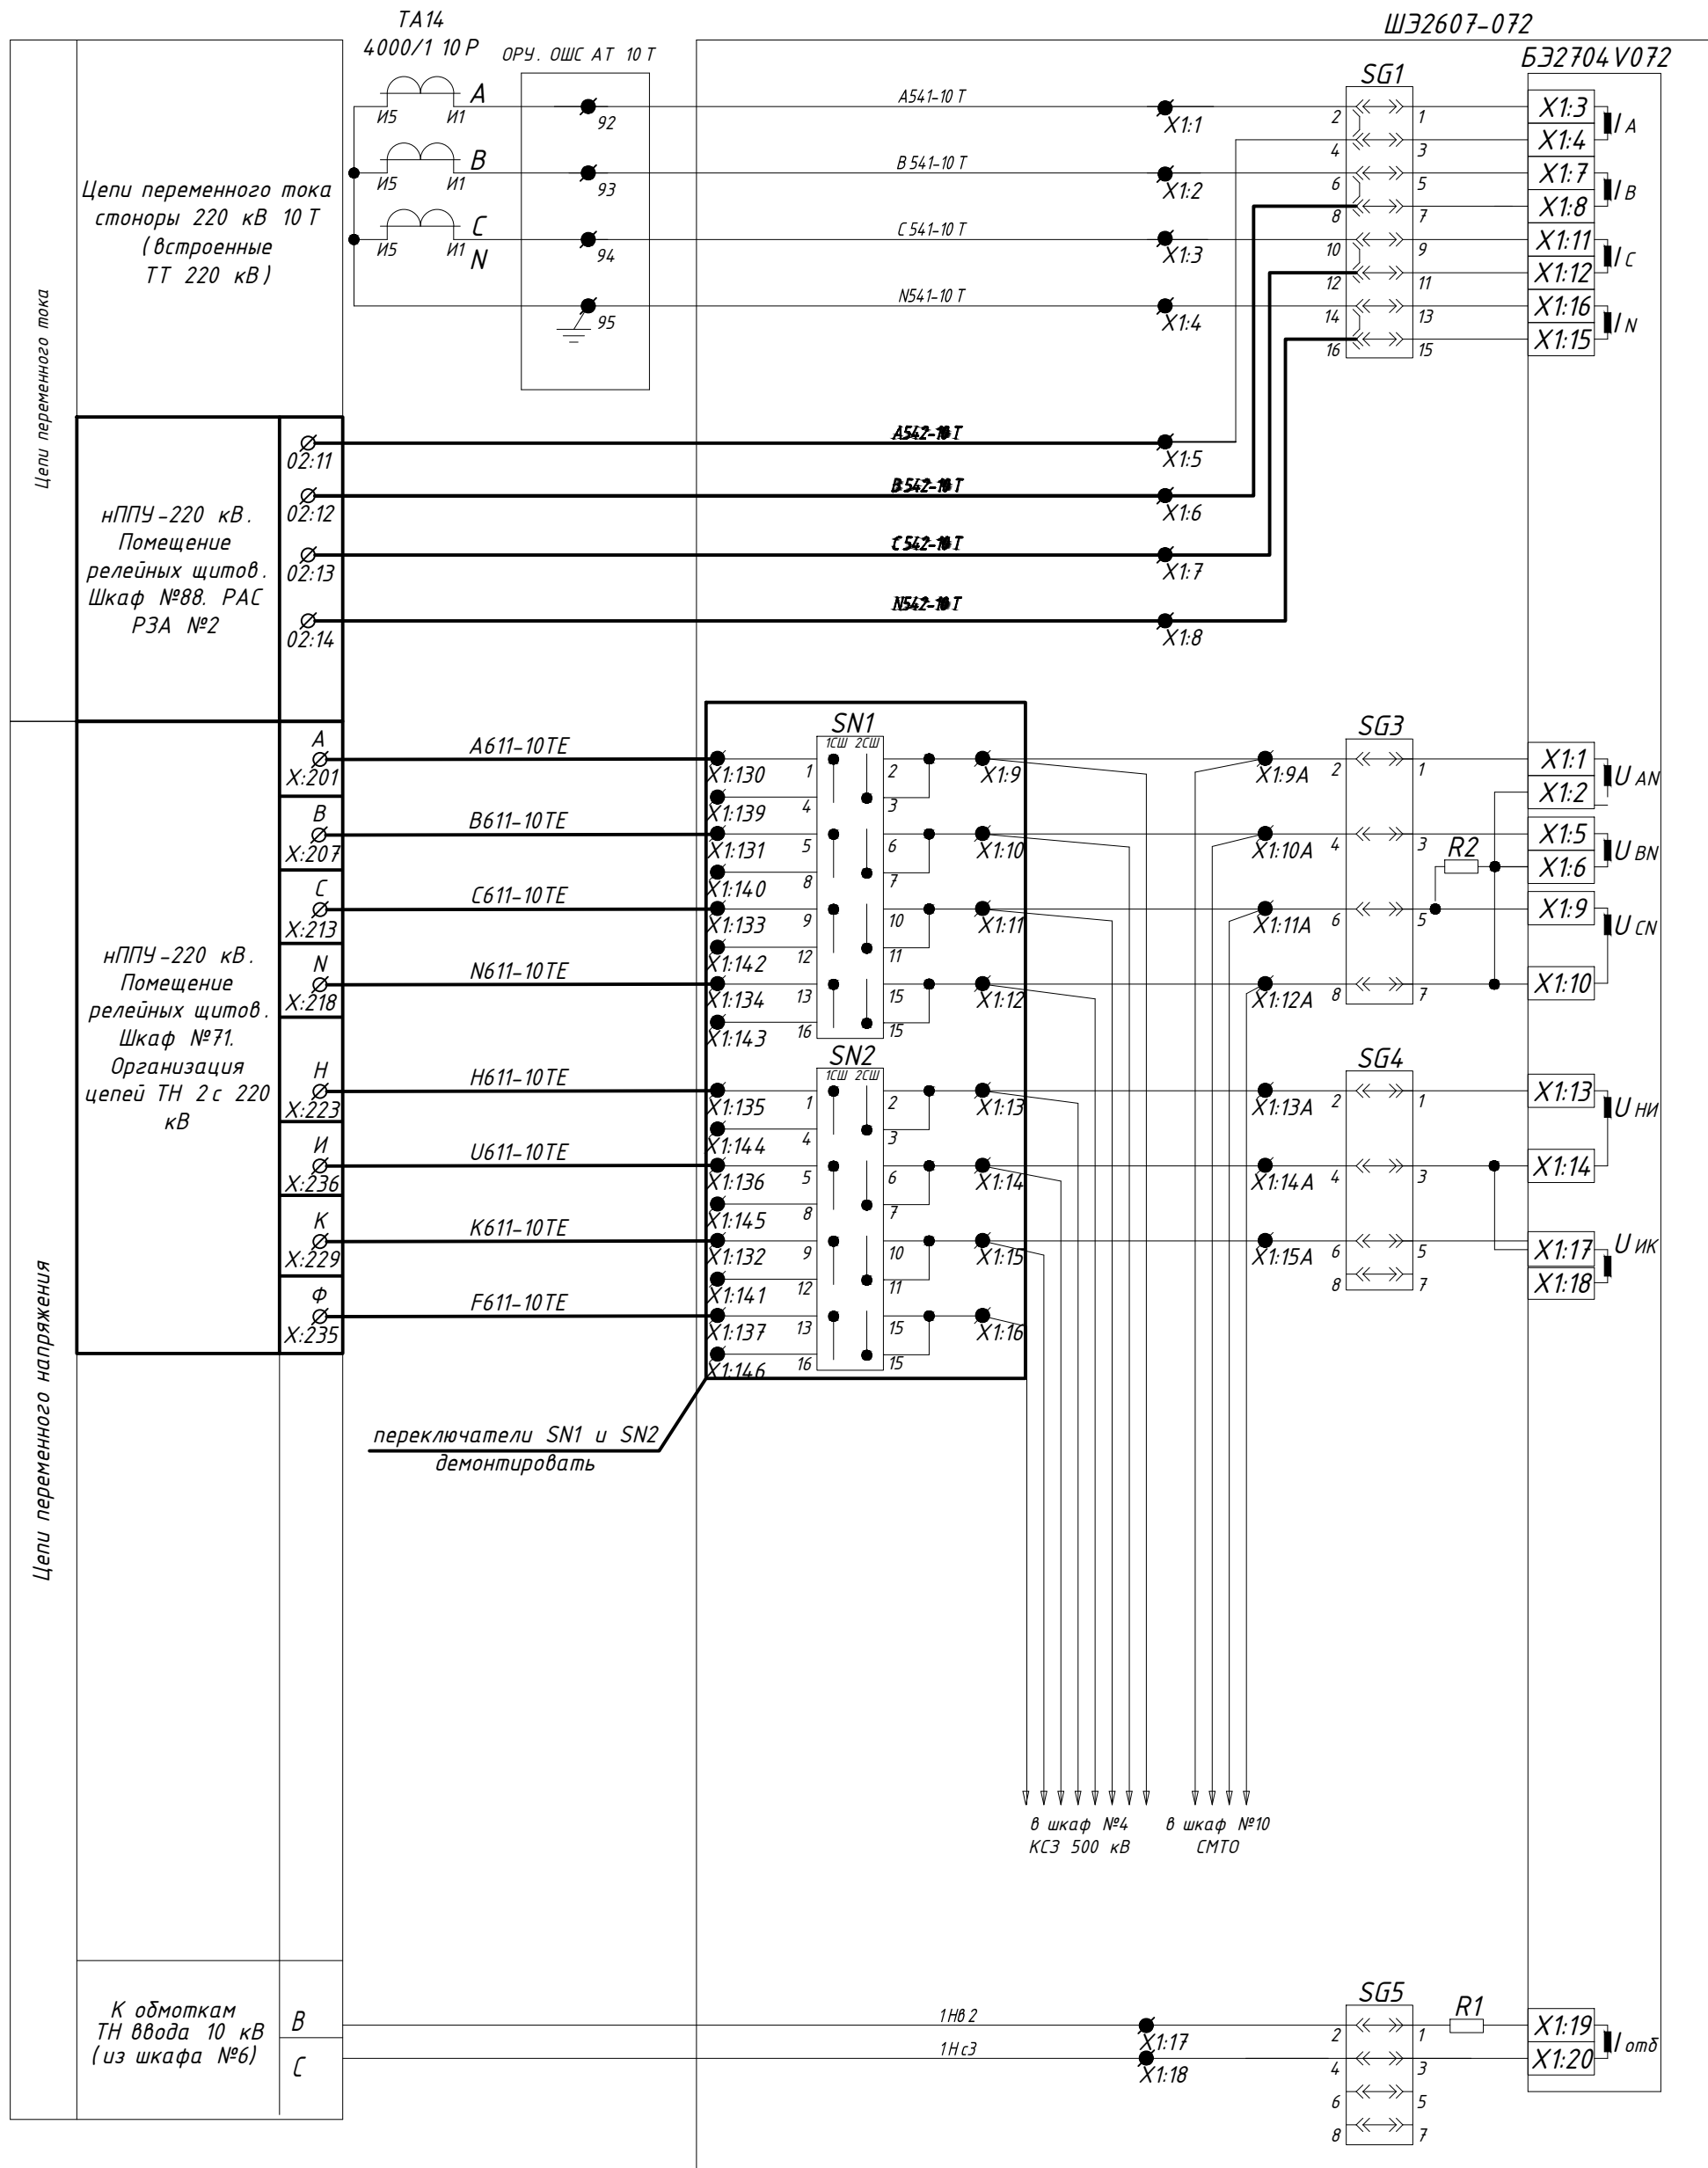 ТА14
4000/1 10 Р
ОРУ. ОШС АТ 10 Т
ШЭ2607-072
БЭ2704 V072
Цепи переменного тока
Цепи переменного тока
стоноры 220 кВ 10 Т
(встроенные
ТТ 220 кВ)
И5 И1 A
И5 И1 B
И5 И1 C
N
92
93
94
95
A541-10 Т
B 541-10 Т
C 541-10 Т
N541-10 Т
X1:1
X1:2
X1:3
X1:4
SG1
2 1
4 3
6 5
8 7
10 9
12 11
14 13
16 15
X1:3
X1:4
I A
X1:7
X1:8
I B
X1:11
X1:12
I C
X1:16
X1:15
I N
нППУ-220 кВ.
Помещение
релейных щитов.
Шкаф №88. РАС
РЗА №2
02:11
02:12
02:13
02:14
A542-10 Т
B 542-10 Т
C 542-10 Т
N542-10 Т
X1:5
X1:6
X1:7
X1:8
Цепи переменного напряжения
нППУ-220 кВ.
Помещение
релейных щитов.
Шкаф №71.
Организация
цепей ТН 2 с 220
кВ
A
X:201
B
X:207
C
X:213
N
X:218
Н
X:223
И
X:236
К
X:229
Ф
X:235
A611-10TE
B611-10TE
C611-10TE
N611-10TE
H611-10TE
U611-10TE
K611-10TE
F611-10TE
SN1
1СШ 2СШ
X1:130 1 2 X1:9
X1:139 4 3
X1:131 5 6 X1:10
X1:140 8 7
X1:133 9 10 X1:11
X1:142 12 11
X1:134 13 15 X1:12
X1:143 16 15
SN2
1СШ 2СШ
X1:135 1 2 X1:13
X1:144 4 3
X1:136 5 6 X1:14
X1:145 8 7
X1:132 9 10 X1:15
X1:141 12 11
X1:137 13 15 X1:16
X1:146 16 15
переключатели SN1 и SN2
демонтировать
X1:9A
X1:10A
X1:11A
X1:12A
X1:13A
X1:14A
X1:15A
SG3
2 1
4 3
6 5
8 7
R2
X1:1
X1:2
U AN
X1:5
X1:6
U BN
X1:9
U CN
X1:10
SG4
2 1
4 3
6 5
8 7
X1:13
U НИ
X1:14
X1:17
X1:18
U ИК
в шкаф №4
КСЗ 500 кВ
в шкаф №10
СМТО
К обмоткам
ТН ввода 10 кВ
(из шкафа №6)
B
C
1Нв 2
1Нс3
X1:17
X1:18
SG5
2 1
4 3
6 5
8 7
R1
X1:19
X1:20
I отб